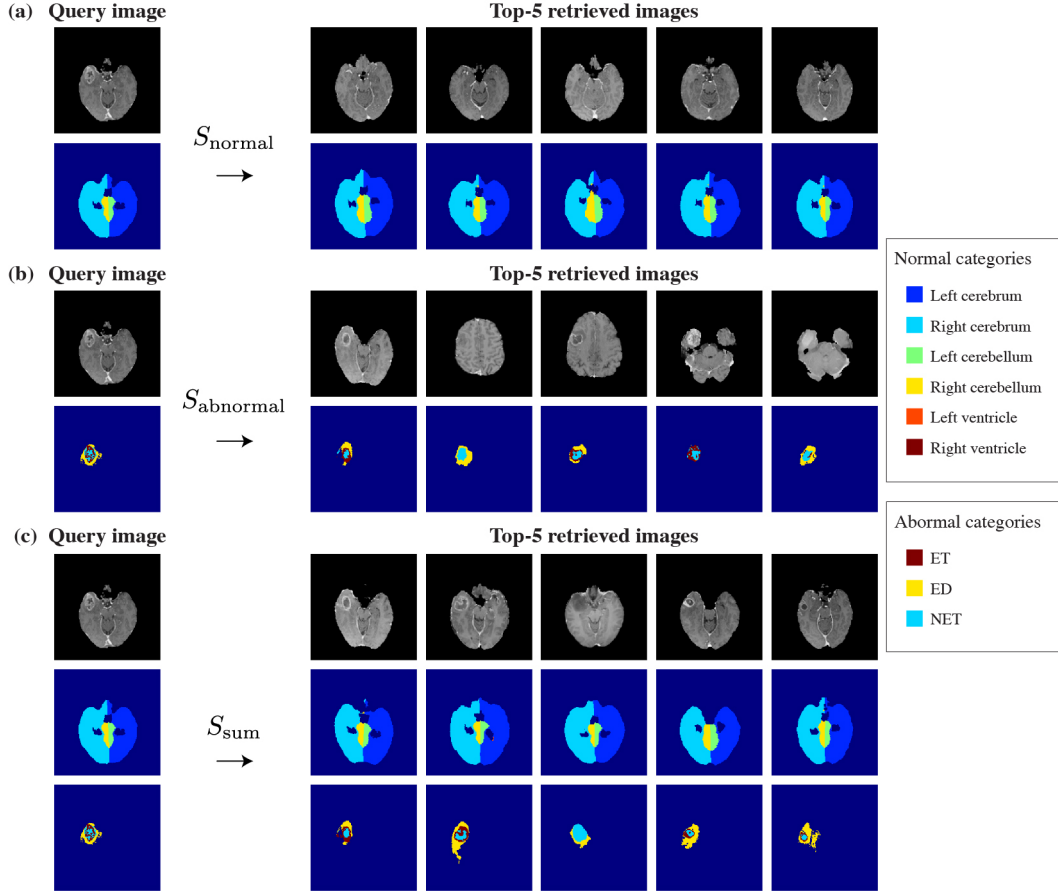 (a) Query image
Top-5 retrieved images
S_normal
→
(b) Query image
Top-5 retrieved images
S_abnormal
→
(c) Query image
Top-5 retrieved images
S_sum
→
Normal categories
Left cerebrum
Right cerebrum
Left cerebellum
Right cerebellum
Left ventricle
Right ventricle
Abormal categories
ET
ED
NET